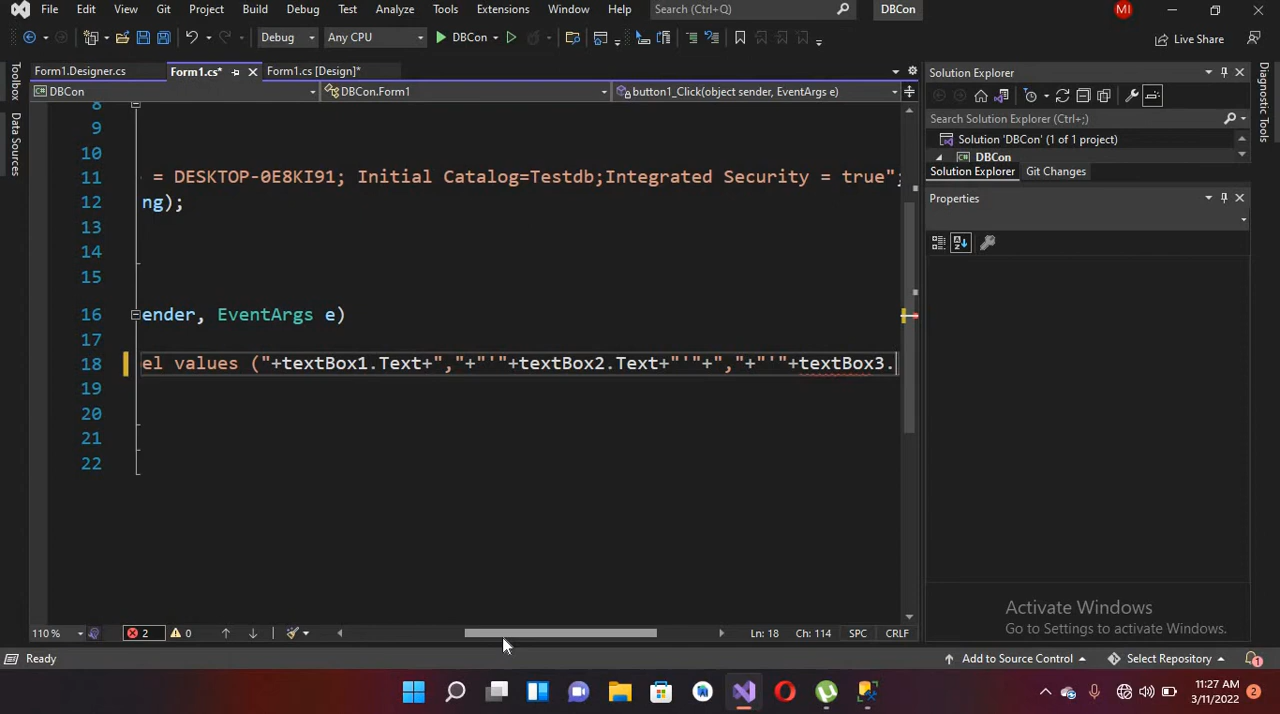 File Edit View Git Project Build Debug Test Analyze Tools Extensions Window Help Search (Ctrl+Q) DBCon MI
Debug Any CPU DBCon Live Share
Form1.Designer.cs Form1.cs* Form1.cs [Design]*
DBCon DBCon.Form1 button1_Click(object sender, EventArgs e)
Toolbox
Data Sources
8
9
10
11 = DESKTOP-0E8KI91; Initial Catalog=Testdb;Integrated Security = true";
12 ng);
13
14
15
16 ender, EventArgs e)
17
18 el values ("+textBox1.Text+","+"'"+textBox2.Text+"'"+","+"'"+textBox3.
19
20
21
22
110 % 2 0 Ln: 18 Ch: 114 SPC CRLF
Solution Explorer
Search Solution Explorer (Ctrl+;)
Solution 'DBCon' (1 of 1 project)
DBCon
Solution Explorer Git Changes
Properties
Diagnostic Tools
Activate Windows
Go to Settings to activate Windows.
Ready Add to Source Control Select Repository 1
11:27 AM
3/11/2022 2